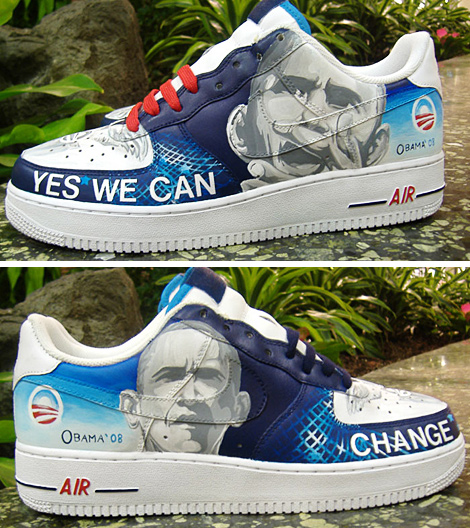 YES WE CAN
OBAMA '08
AIR
OBAMA '08
CHANGE
AIR